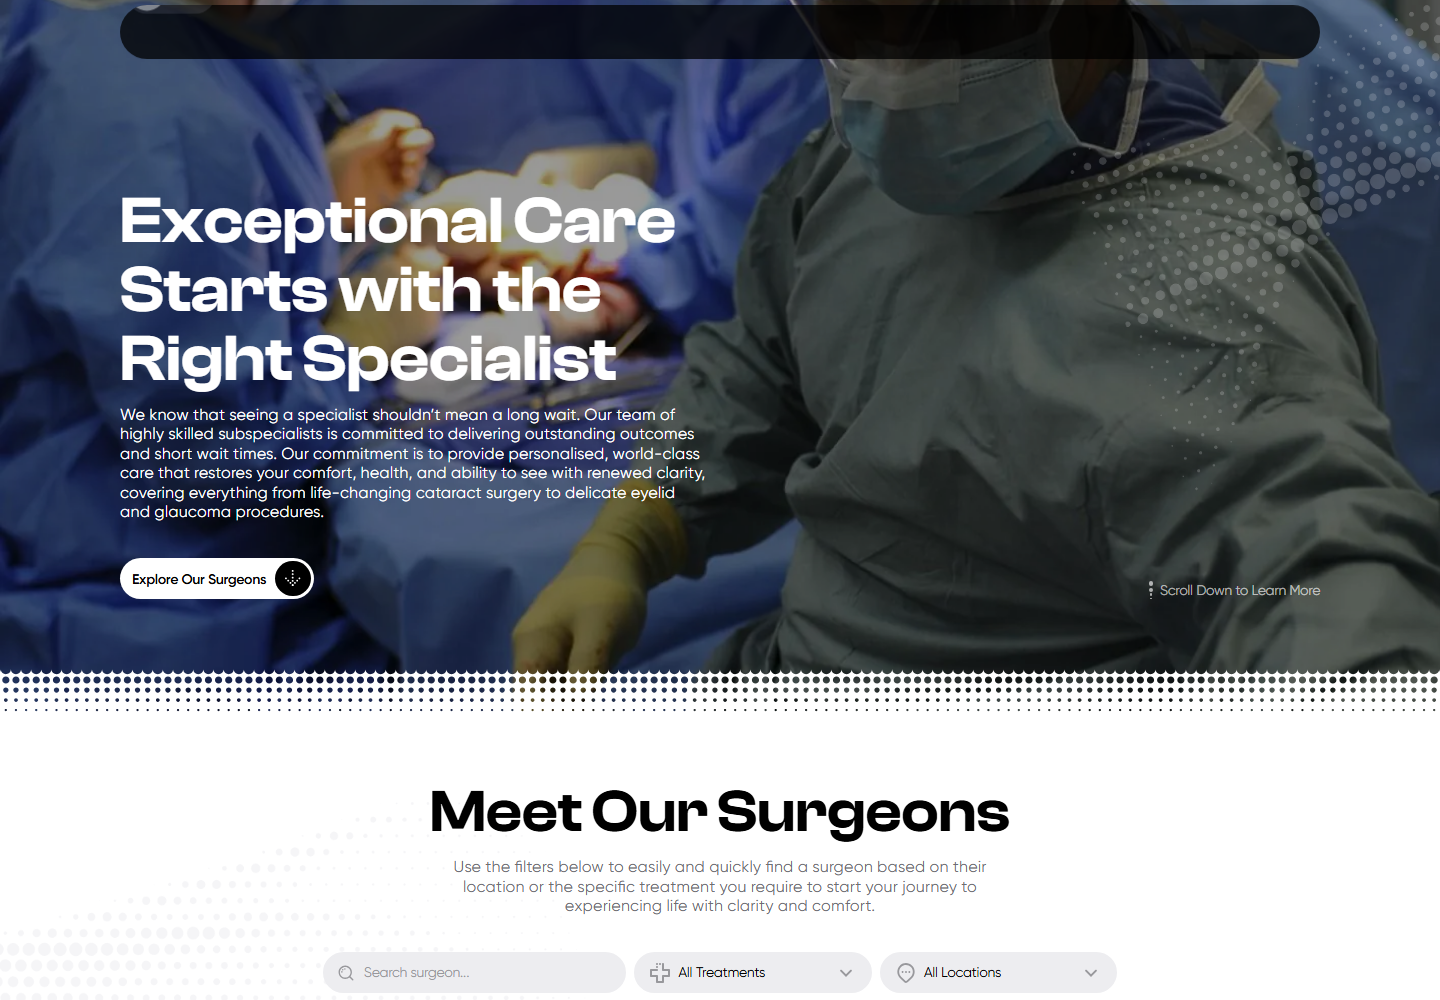 Exceptional Care
Starts with the
Right Specialist
We know that seeing a specialist shouldn’t mean a long wait. Our team of
highly skilled subspecialists is committed to delivering outstanding outcomes
and short wait times. Our commitment is to provide personalised, world-class
care that restores your comfort, health, and ability to see with renewed clarity,
covering everything from life-changing cataract surgery to delicate eyelid
and glaucoma procedures.
Explore Our Surgeons
Scroll Down to Learn More
Meet Our Surgeons
Use the filters below to easily and quickly find a surgeon based on their
location or the specific treatment you require to start your journey to
experiencing life with clarity and comfort.
Search surgeon...
All Treatments
All Locations